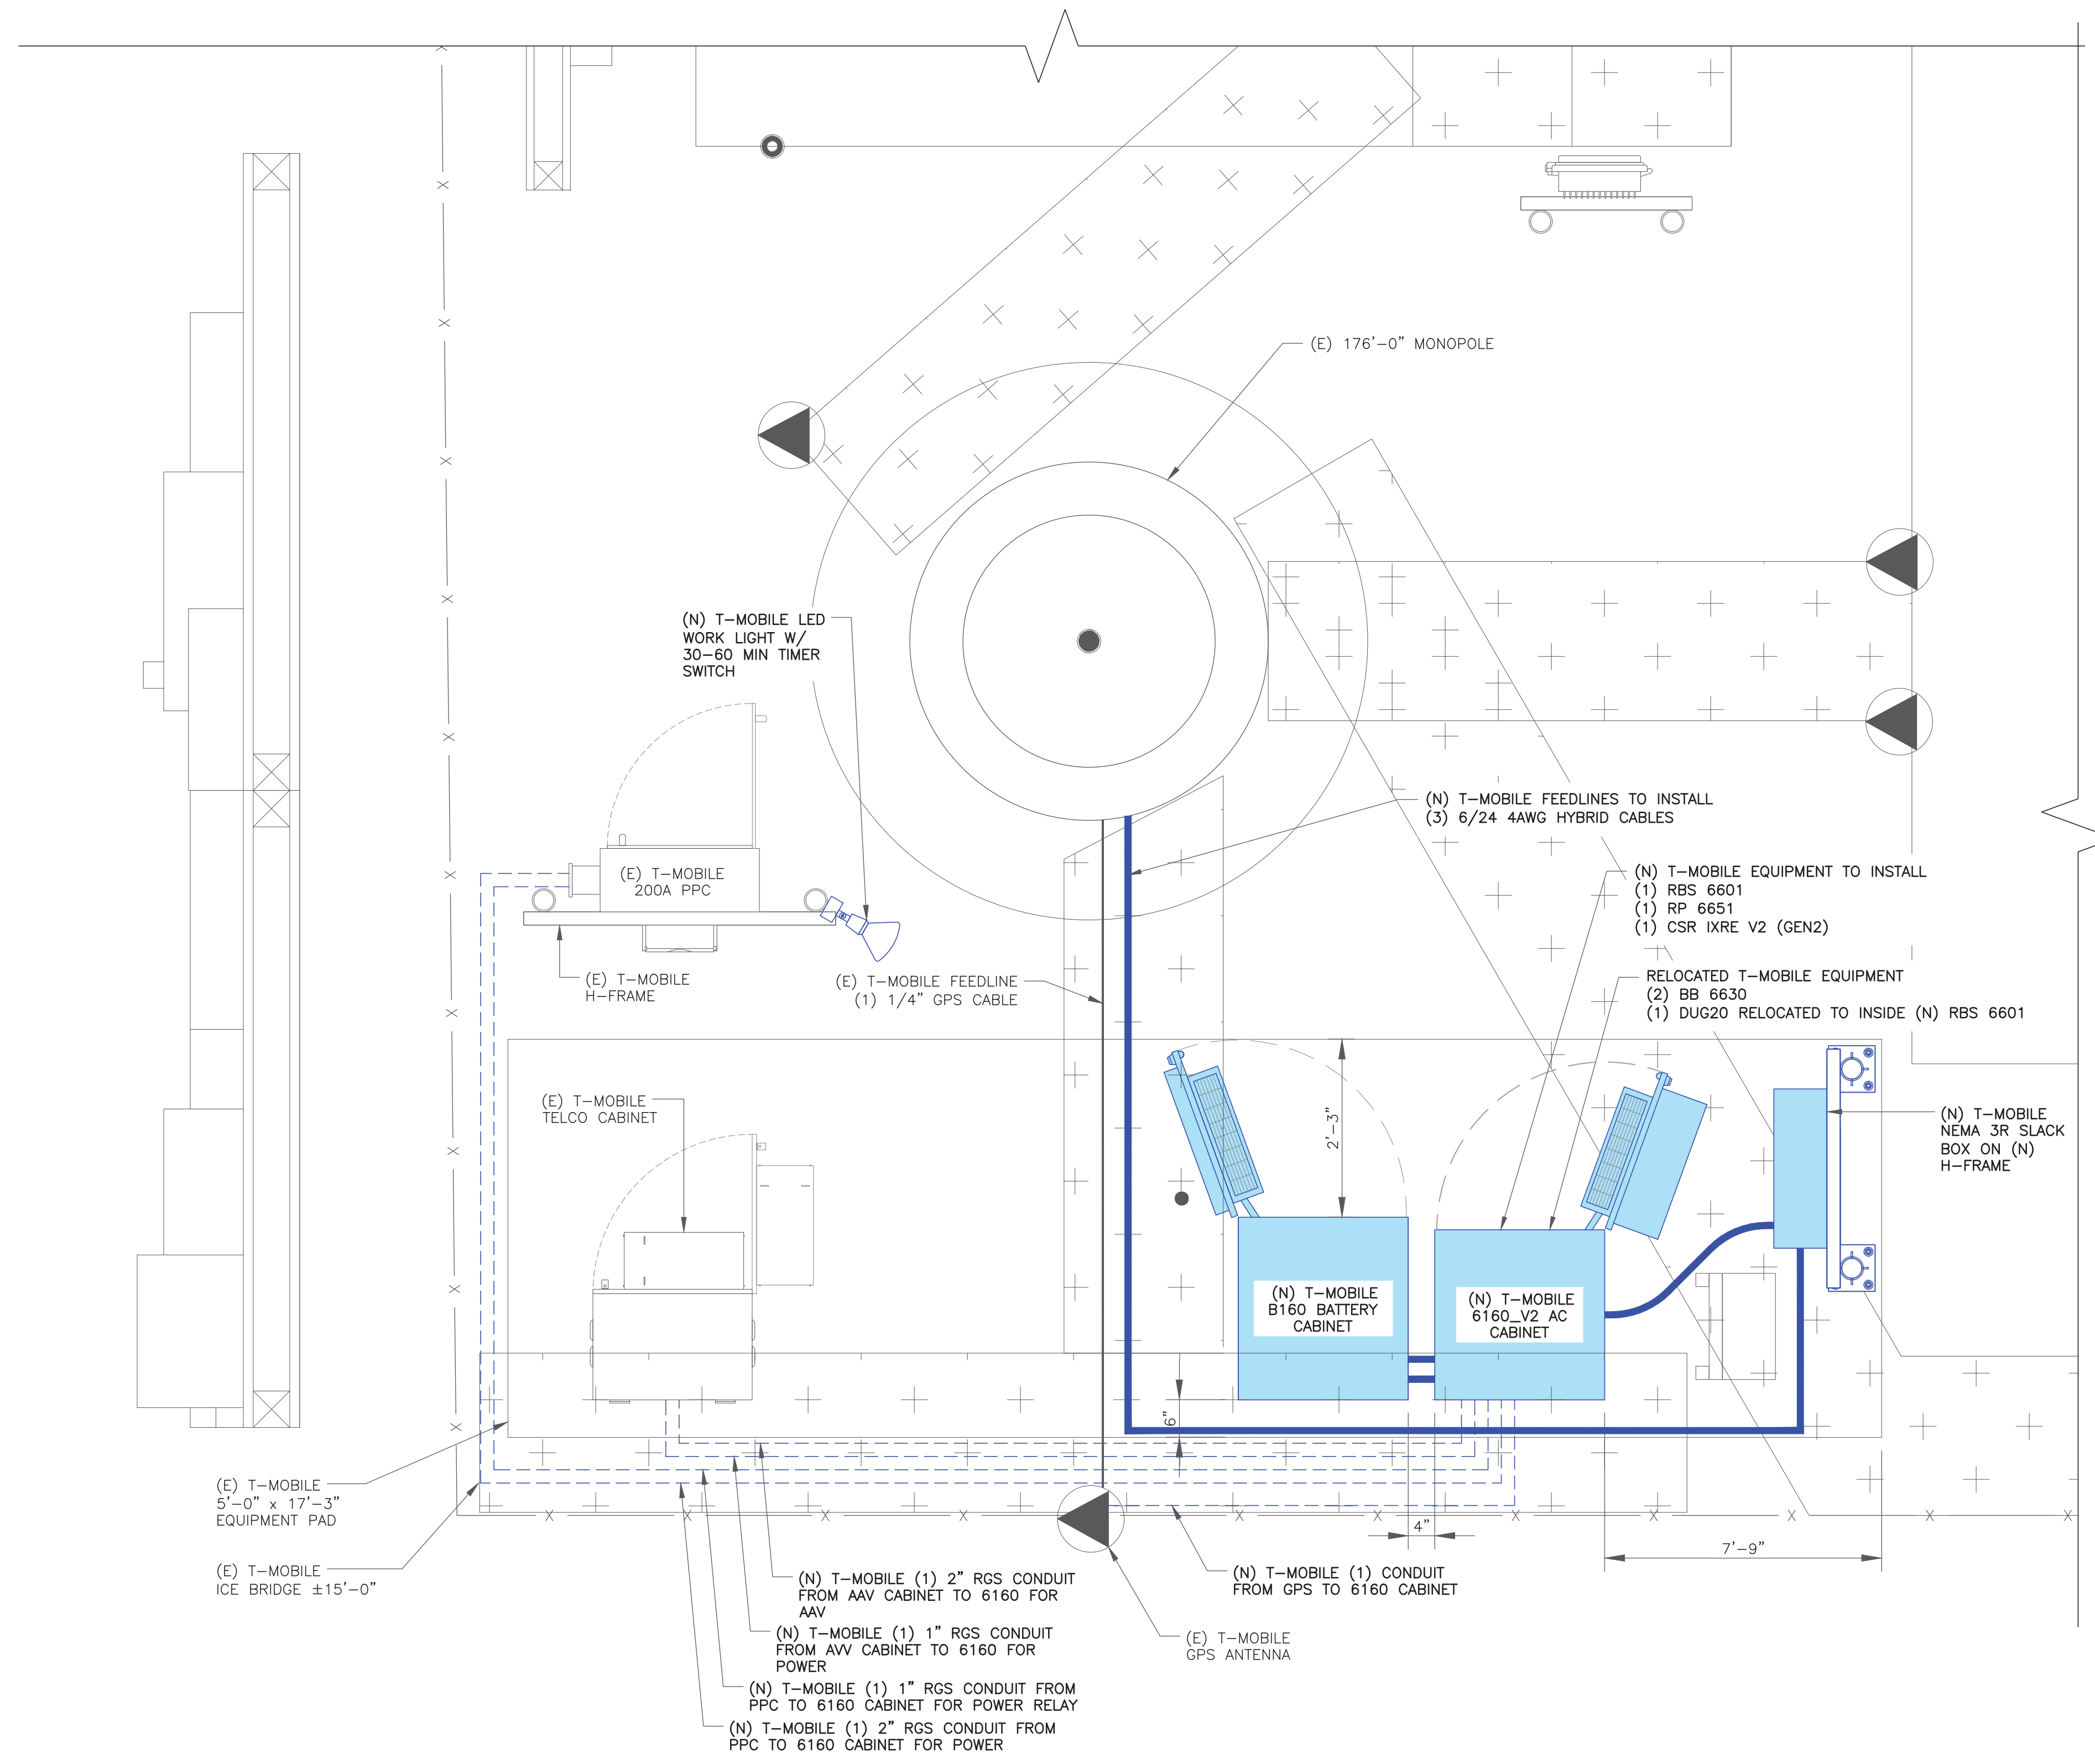 (E) 176'-0" MONOPOLE
(N) T-MOBILE LED
WORK LIGHT W/
30-60 MIN TIMER
SWITCH
(N) T-MOBILE FEEDLINES TO INSTALL
(3) 6/24 4AWG HYBRID CABLES
(E) T-MOBILE
200A PPC
(N) T-MOBILE EQUIPMENT TO INSTALL
(1) RBS 6601
(1) RP 6651
(1) CSR IXRE V2 (GEN2)
(E) T-MOBILE
H-FRAME
(E) T-MOBILE FEEDLINE
(1) 1/4" GPS CABLE
RELOCATED T-MOBILE EQUIPMENT
(2) BB 6630
(1) DUG20 RELOCATED TO INSIDE (N) RBS 6601
(E) T-MOBILE
TELCO CABINET
2'-3"
(N) T-MOBILE
NEMA 3R SLACK
BOX ON (N)
H-FRAME
(N) T-MOBILE
B160 BATTERY
CABINET
(N) T-MOBILE
6160_V2 AC
CABINET
6"
(E) T-MOBILE
5'-0" x 17'-3"
EQUIPMENT PAD
4"
7'-9"
(E) T-MOBILE
ICE BRIDGE ±15'-0"
(N) T-MOBILE (1) 2" RGS CONDUIT
FROM AAV CABINET TO 6160 FOR
AAV
(N) T-MOBILE (1) CONDUIT
FROM GPS TO 6160 CABINET
(N) T-MOBILE (1) 1" RGS CONDUIT
FROM AVV CABINET TO 6160 FOR
POWER
(E) T-MOBILE
GPS ANTENNA
(N) T-MOBILE (1) 1" RGS CONDUIT FROM
PPC TO 6160 CABINET FOR POWER RELAY
(N) T-MOBILE (1) 2" RGS CONDUIT FROM
PPC TO 6160 CABINET FOR POWER